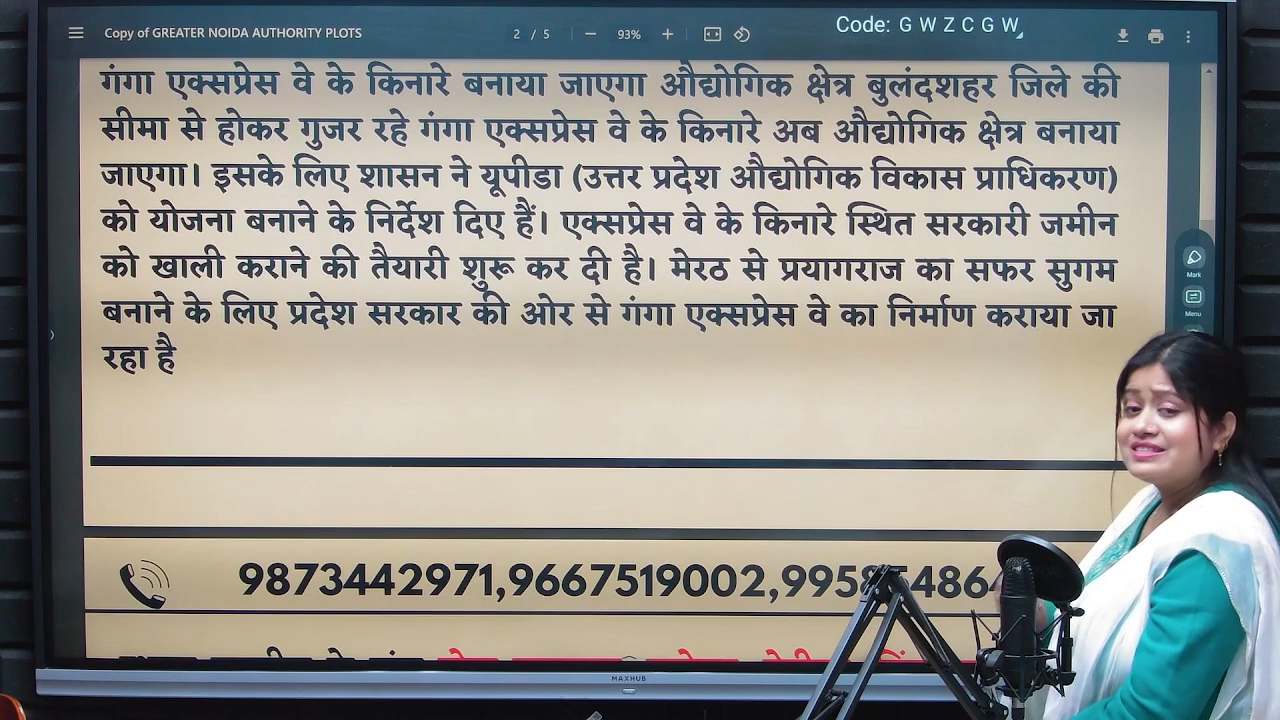 Copy of GREATER NOIDA AUTHORITY PLOTS
2 / 5
93%
Code: G W Z C G W
गंगा एक्सप्रेस वे के किनारे बनाया जाएगा औद्योगिक क्षेत्र बुलंदशहर जिले की
सीमा से होकर गुजर रहे गंगा एक्सप्रेस वे के किनारे अब औद्योगिक क्षेत्र बनाया
जाएगा। इसके लिए शासन ने यूपीडा (उत्तर प्रदेश औद्योगिक विकास प्राधिकरण)
को योजना बनाने के निर्देश दिए हैं। एक्सप्रेस वे के किनारे स्थित सरकारी जमीन
को खाली कराने की तैयारी शुरू कर दी है। मेरठ से प्रयागराज का सफर सुगम
बनाने के लिए प्रदेश सरकार की ओर से गंगा एक्सप्रेस वे का निर्माण कराया जा
रहा है
Mark
Menu
9873442971,9667519002,
MAXHUB